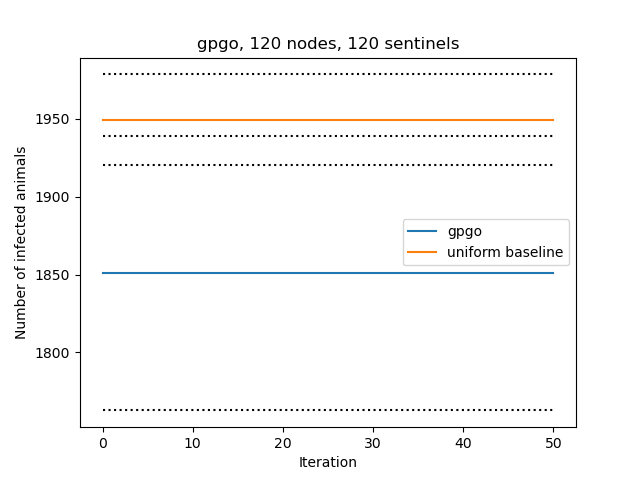 gpgo, 120 nodes, 120 sentinels
Number of infected animals
1950
1900
1850
1800
gpgo
uniform baseline
0 10 20 30 40 50
Iteration